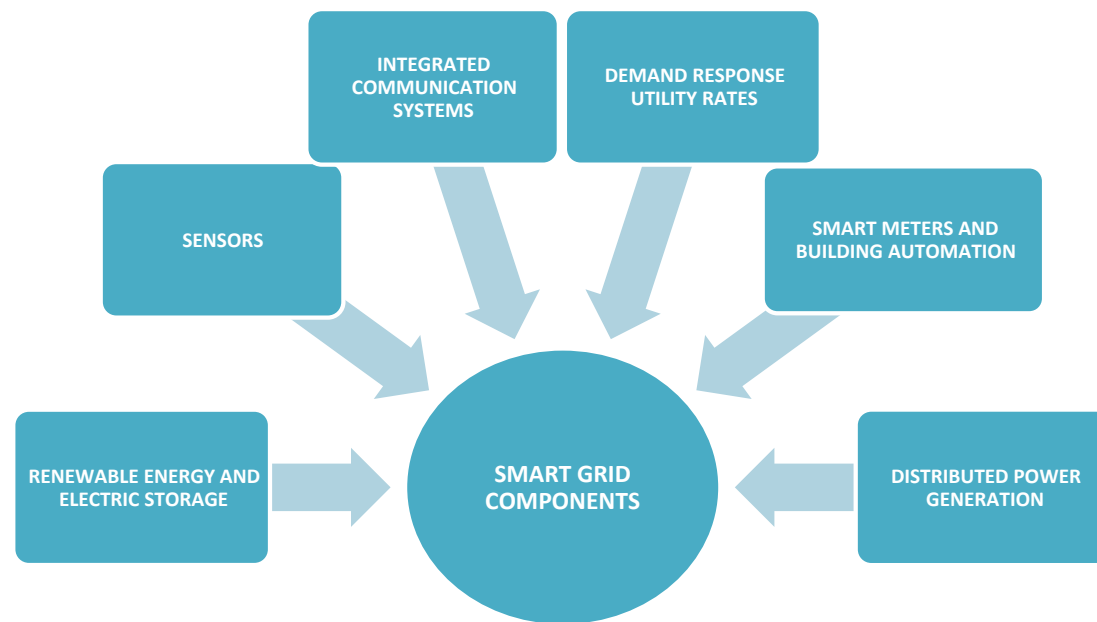 INTEGRATED
COMMUNICATION
SYSTEMS
DEMAND RESPONSE
UTILITY RATES
SENSORS
SMART METERS AND
BUILDING AUTOMATION
RENEWABLE ENERGY AND
ELECTRIC STORAGE
SMART GRID
COMPONENTS
DISTRIBUTED POWER
GENERATION